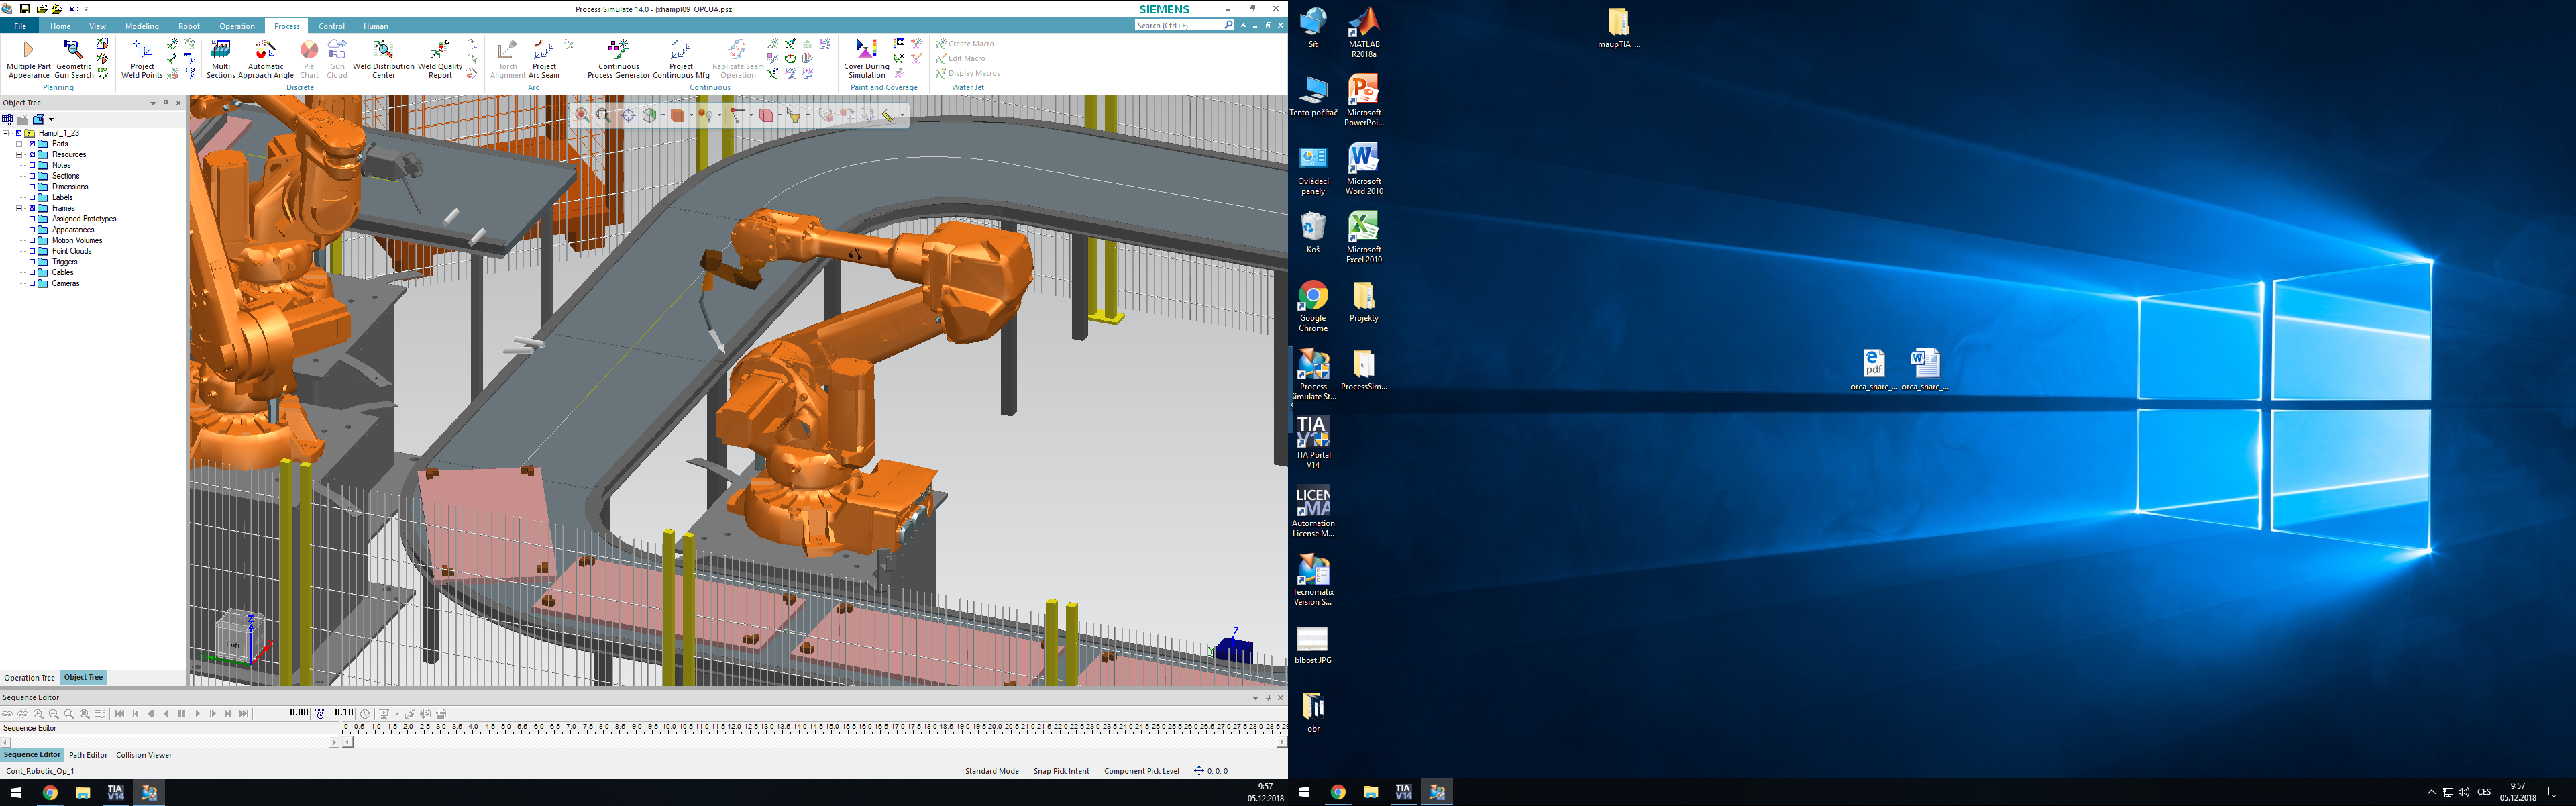 Process Simulate 14.0 - [xhampl09_OPCUA.psz]
SIEMENS
File Home View Modeling Robot Operation Process Control Human
Search (Ctrl+F)
Multiple Part Appearance
Geometric Gun Search
Planning
Project Weld Points
Multi Sections
Automatic Approach Angle
Pie Chart
Gun Cloud
Weld Distribution Center
Weld Quality Report
Discrete
Torch Alignment
Project Arc Seam
Arc
Continuous Process Generator
Project Continuous Mfg
Replicate Seam Operation
Continuous
Cover During Simulation
Paint and Coverage
Create Macro
Edit Macro
Display Macros
Water Jet
Object Tree
Hampl_1_23
Parts
Resources
Notes
Sections
Dimensions
Labels
Frames
Assigned Prototypes
Appearances
Motion Volumes
Point Clouds
Triggers
Cables
Cameras
Z
Z
Operation Tree Object Tree
Sequence Editor
0.00 0.10
Sequence Editor
.0 0.5 1.0 1.5 2.0 2.5 3.0 3.5 4.0 4.5 5.0 5.5 6.0 6.5 7.0 7.5 8.0 8.5 9.0 9.5 10.0 10.5 11.0 11.5 12.0 12.5 13.0 13.5 14.0 14.5 15.0 15.5 16.0 16.5 17.0 17.5 18.0 18.5 19.0 19.5 20.0 20.5 21.0 21.5 22.0 22.5 23.0 23.5 24.0 24.5 25.0 25.5 26.0 26.5 27.0 27.5 28.0 28.5
Sequence Editor Path Editor Collision Viewer
Cont_Robotic_Op_1
Standard Mode Snap Pick Intent Component Pick Level 0, 0, 0
TIA V14
9:57
05.12.2018
Síť
MATLAB R2018a
maupTIA_...
Tento počítač
Microsoft PowerPoi...
Ovládací panely
Microsoft Word 2010
Koš
Microsoft Excel 2010
Google Chrome
Projekty
Process Simulate St...
ProcessSim...
pdf
orca_share_...
orca_share_...
TIA
V14
TIA Portal V14
LICEN
MA
Automation License M...
Tecnomatix Version S...
blbost.JPG
obr
TIA V14
CES
9:57
05.12.2018